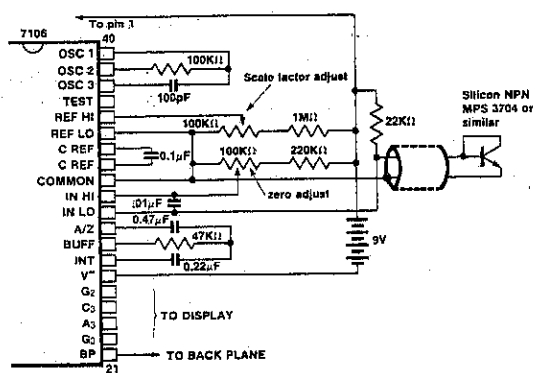 To pin 1
7106
40
OSC 1
OSC 2
OSC 3
TEST
REF HI
REF LO
C REF
C REF
COMMON
IN HI
IN LO
A/Z
BUFF
INT
V−
G2
C3
A3
G3
BP
21
100KΩ
100pF
Scale factor adjust
100KΩ
1MΩ
0.1µF
100KΩ
220KΩ
zero adjust
.01µF
0.47µF
47KΩ
0.22µF
22KΩ
Silicon NPN
MPS 3704 or
similar
9V
TO DISPLAY
TO BACK PLANE